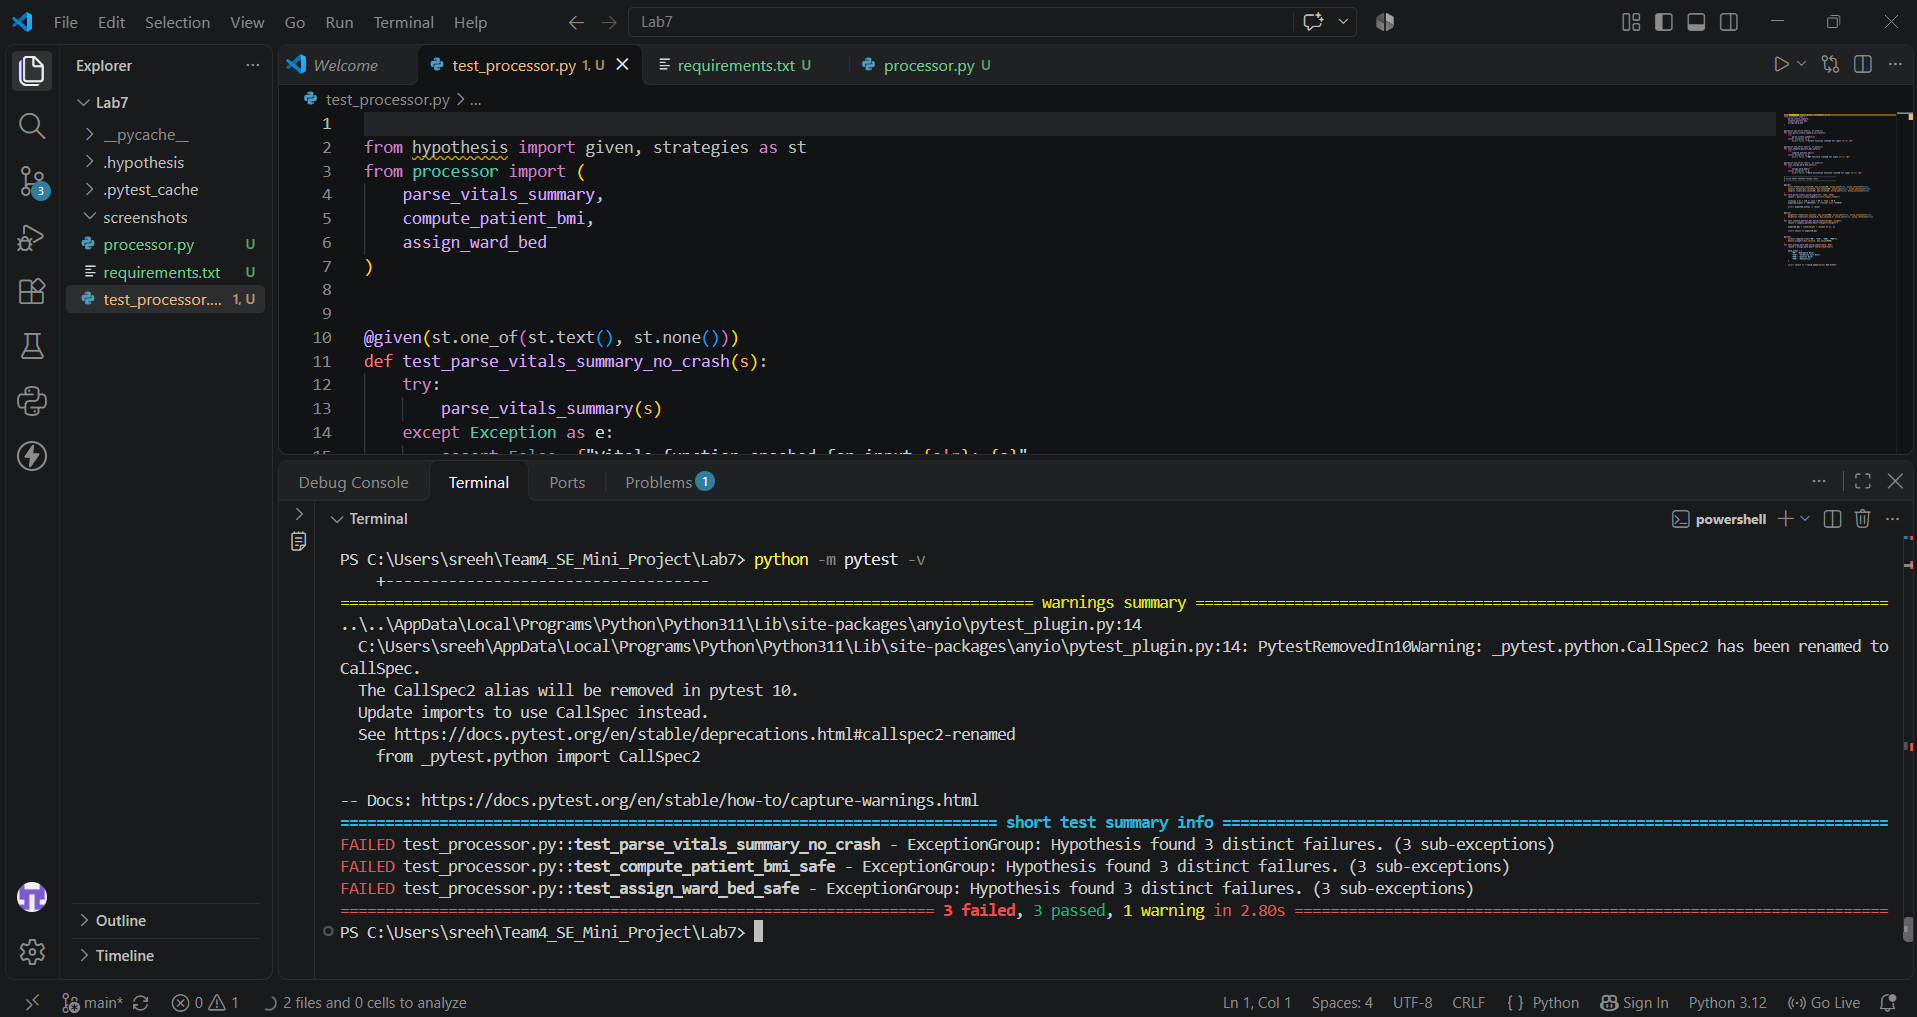 File Edit Selection View Go Run Terminal Help
Lab7
Explorer
Lab7
__pycache__
.hypothesis
.pytest_cache
screenshots
processor.py U
requirements.txt U
test_processor.... 1, U
Outline
Timeline
3
Welcome
test_processor.py 1, U
requirements.txt U
processor.py U
test_processor.py > ...
1
2 from hypothesis import given, strategies as st
3 from processor import (
4     parse_vitals_summary,
5     compute_patient_bmi,
6     assign_ward_bed
7 )
8
9
10 @given(st.one_of(st.text(), st.none()))
11 def test_parse_vitals_summary_no_crash(s):
12     try:
13         parse_vitals_summary(s)
14     except Exception as e:
Debug Console Terminal Ports Problems 1
Terminal
powershell
PS C:\Users\sreeh\Team4_SE_Mini_Project\Lab7> python -m pytest -v
    +------------------------------------
============================== warnings summary ==============================
..\..\AppData\Local\Programs\Python\Python311\Lib\site-packages\anyio\pytest_plugin.py:14
  C:\Users\sreeh\AppData\Local\Programs\Python\Python311\Lib\site-packages\anyio\pytest_plugin.py:14: PytestRemovedIn10Warning: _pytest.python.CallSpec2 has been renamed to
CallSpec.
  The CallSpec2 alias will be removed in pytest 10.
  Update imports to use CallSpec instead.
  See https://docs.pytest.org/en/stable/deprecations.html#callspec2-renamed
    from _pytest.python import CallSpec2
-- Docs: https://docs.pytest.org/en/stable/how-to/capture-warnings.html
============================== short test summary info ==============================
FAILED test_processor.py::test_parse_vitals_summary_no_crash - ExceptionGroup: Hypothesis found 3 distinct failures. (3 sub-exceptions)
FAILED test_processor.py::test_compute_patient_bmi_safe - ExceptionGroup: Hypothesis found 3 distinct failures. (3 sub-exceptions)
FAILED test_processor.py::test_assign_ward_bed_safe - ExceptionGroup: Hypothesis found 3 distinct failures. (3 sub-exceptions)
============================== 3 failed, 3 passed, 1 warning in 2.80s ==============================
PS C:\Users\sreeh\Team4_SE_Mini_Project\Lab7>
main* 0 1 2 files and 0 cells to analyze Ln 1, Col 1 Spaces: 4 UTF-8 CRLF { } Python Sign In Python 3.12 Go Live